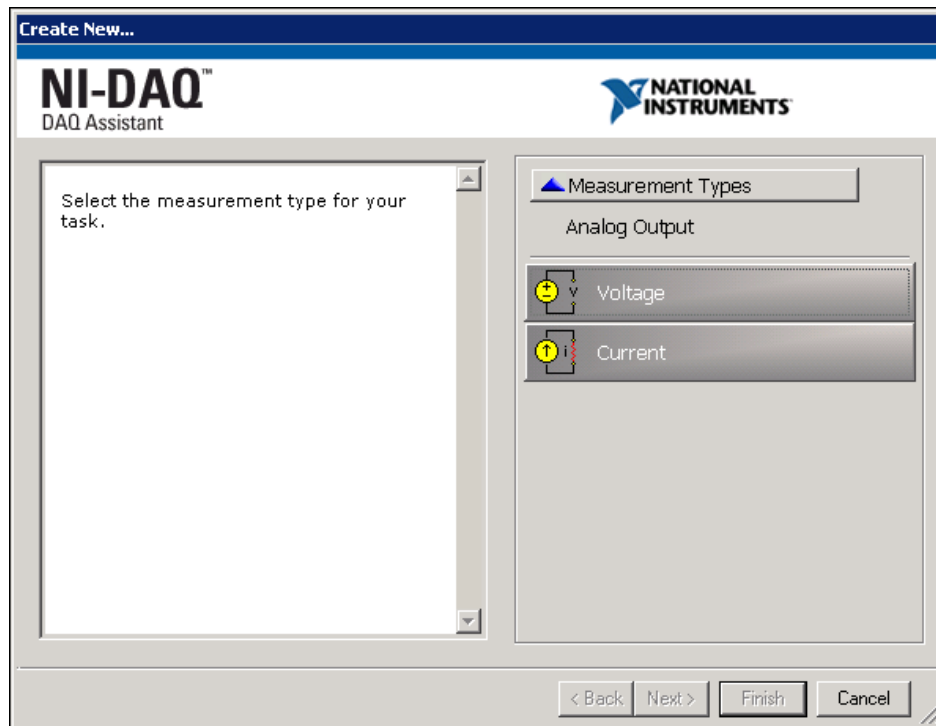 Create New...
NI-DAQ™
DAQ Assistant
NATIONAL
INSTRUMENTS
Select the measurement type for your
task.
Measurement Types
Analog Output
V
Voltage
i
Current
< Back
Next >
Finish
Cancel